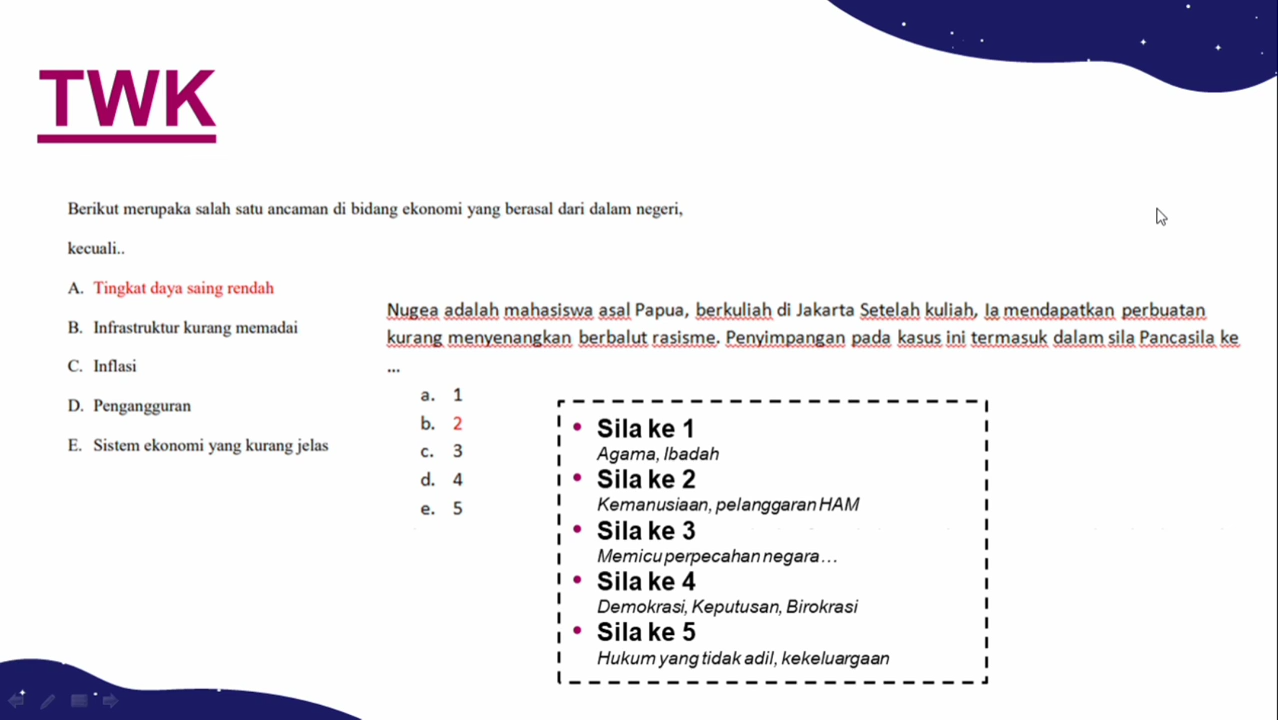 TWK
Berikut merupaka salah satu ancaman di bidang ekonomi yang berasal dari dalam negeri,
kecuali..
A. Tingkat daya saing rendah
B. Infrastruktur kurang memadai
C. Inflasi
D. Pengangguran
E. Sistem ekonomi yang kurang jelas
Nugea adalah mahasiswa asal Papua, berkuliah di Jakarta Setelah kuliah, Ia mendapatkan perbuatan
kurang menyenangkan berbalut rasisme. Penyimpangan pada kasus ini termasuk dalam sila Pancasila ke
...
a. 1
b. 2
c. 3
d. 4
e. 5
• Sila ke 1
Agama, Ibadah
• Sila ke 2
Kemanusiaan, pelanggaran HAM
• Sila ke 3
Memicu perpecahan negara…
• Sila ke 4
Demokrasi, Keputusan, Birokrasi
• Sila ke 5
Hukum yang tidak adil, kekeluargaan